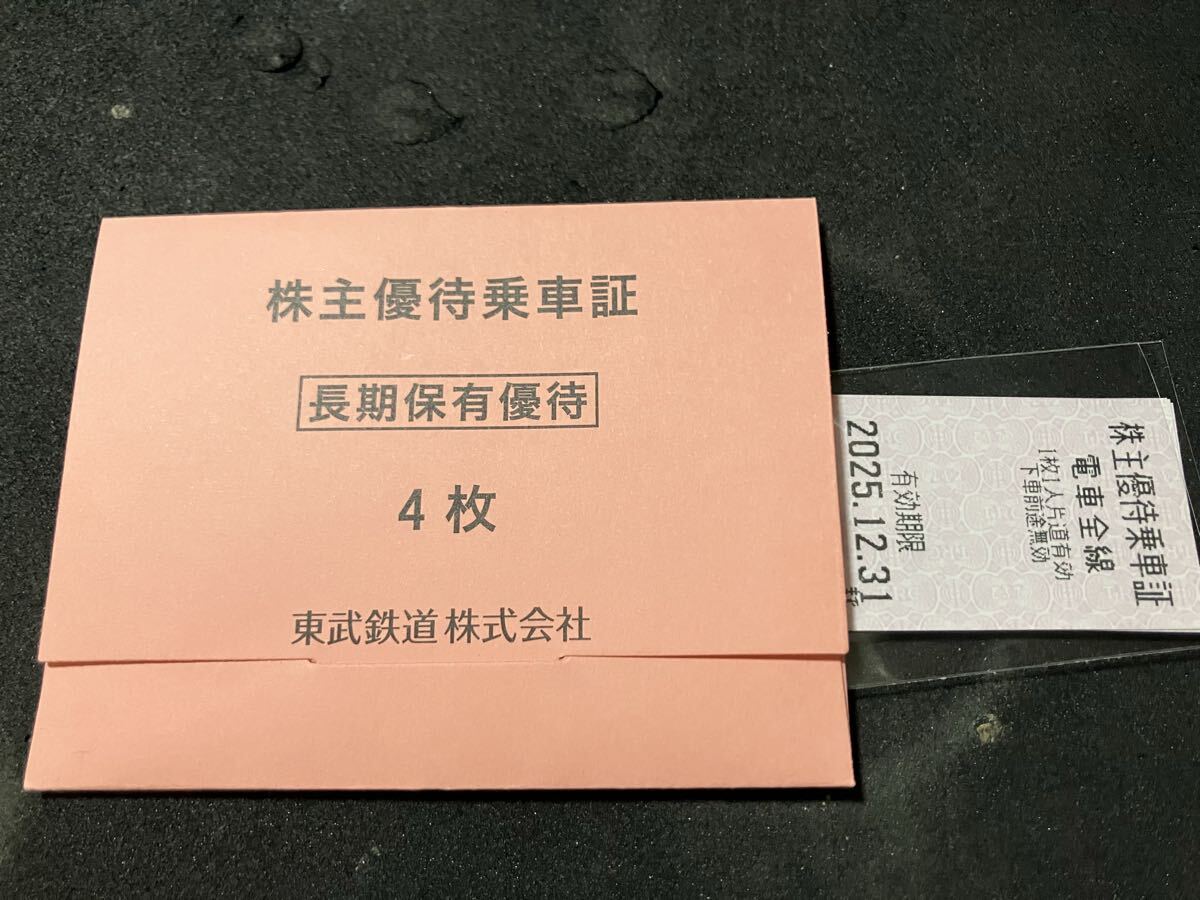 株主優待乗車証
長期保有優待
4枚
東武鉄道株式会社
株主優待乗車証
電車全線
1枚1人片道有効
下車前途無効
有効期限
2025.12.31